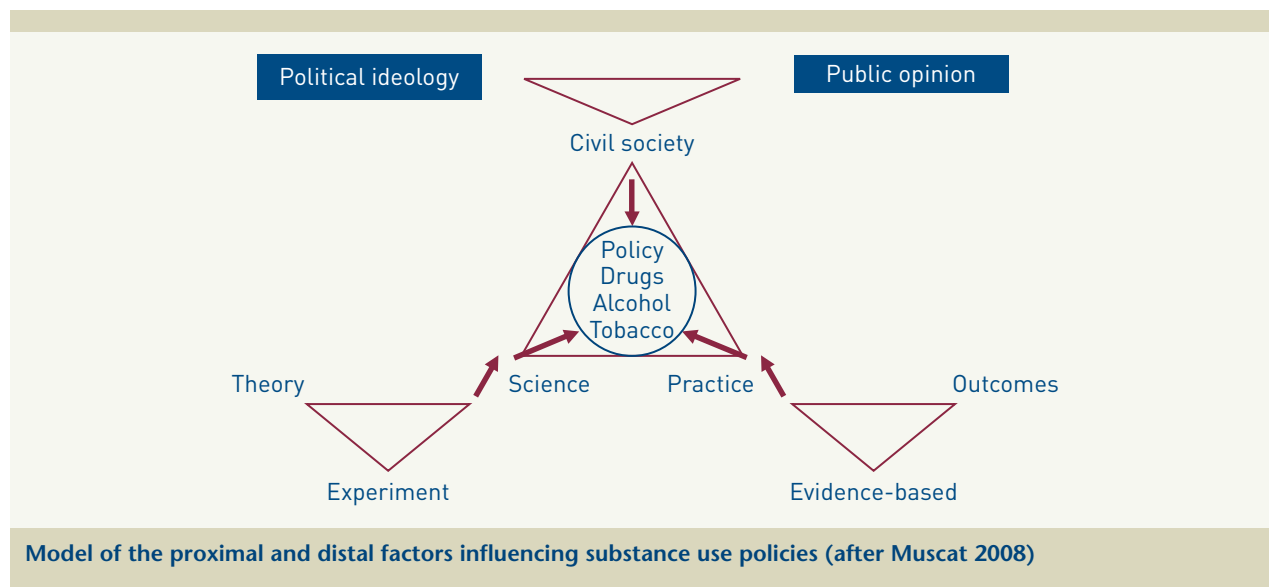 Political ideology
Public opinion
Civil society
Policy
Drugs
Alcohol
Tobacco
Theory
Science
Practice
Outcomes
Experiment
Evidence-based
Model of the proximal and distal factors influencing substance use policies (after Muscat 2008)